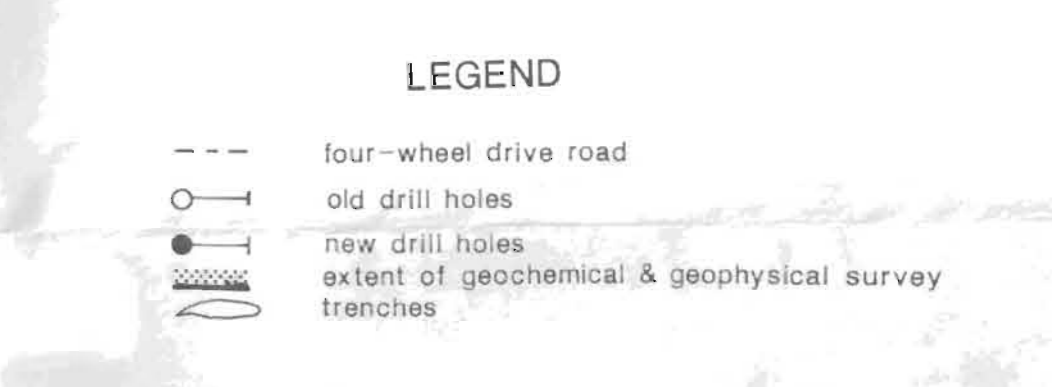 LEGEND
four-wheel drive road
old drill holes
new drill holes
extent of geochemical & geophysical survey
trenches